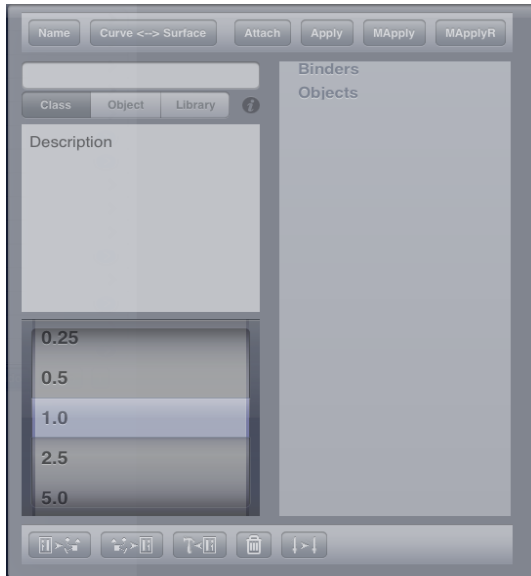 Name Curve <--> Surface Attach Apply MApply MApplyR
Binders
Objects
Class Object Library i
Description
0.25
0.5
1.0
2.5
5.0